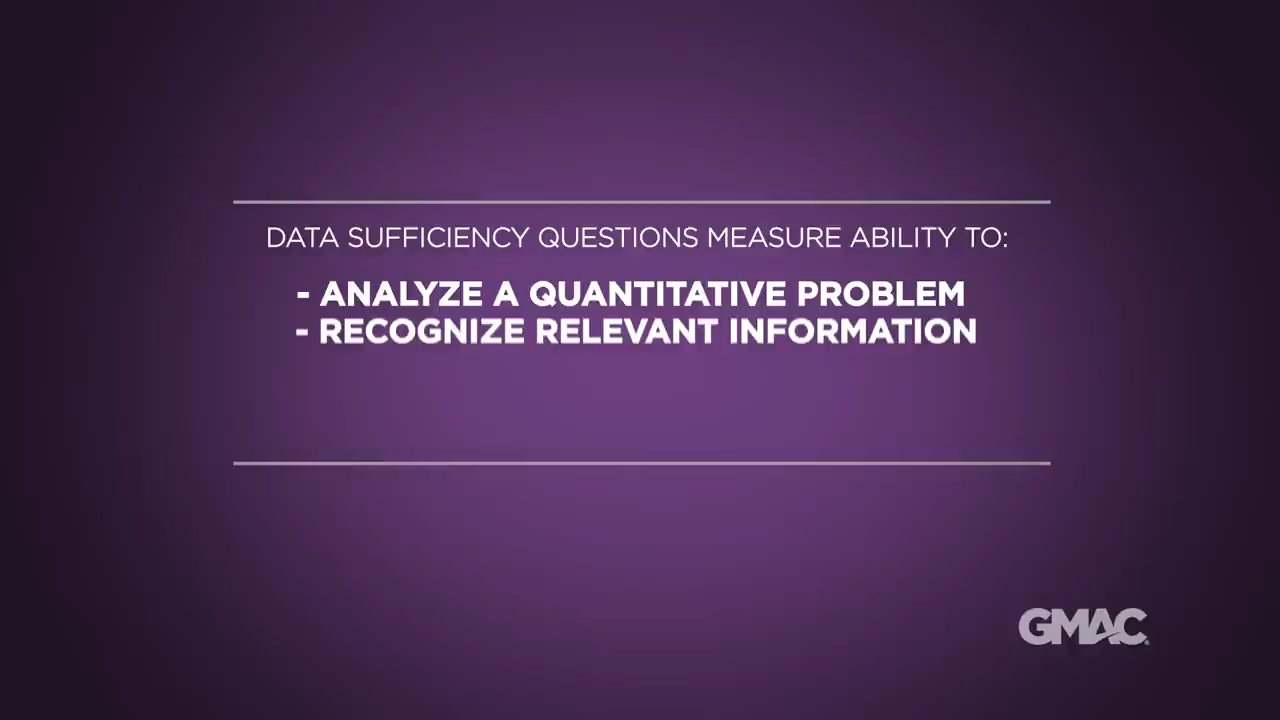 DATA SUFFICIENCY QUESTIONS MEASURE ABILITY TO:
- ANALYZE A QUANTITATIVE PROBLEM
- RECOGNIZE RELEVANT INFORMATION
GMAC